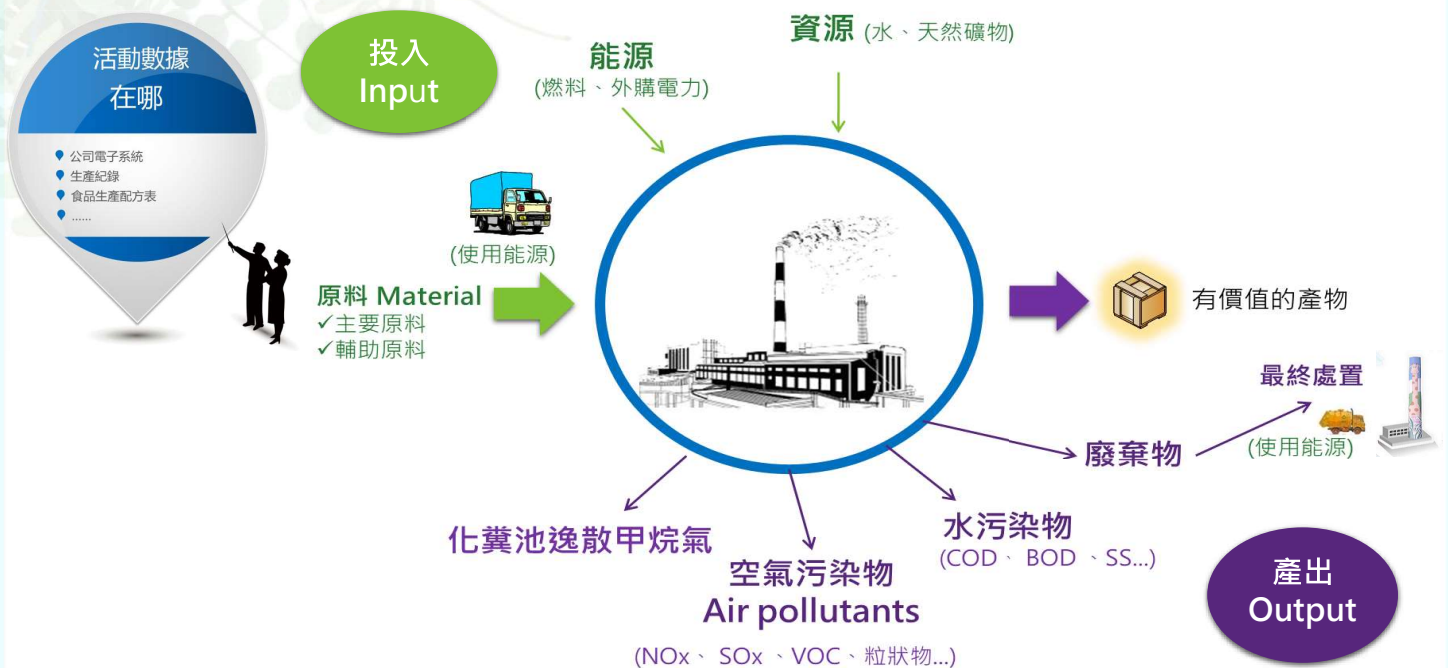 活動數據
在哪
公司電子系統
生產紀錄
食品生產配方表
......
投入
Input
能源
(燃料、外購電力)
資源 (水、天然礦物)
(使用能源)
原料 Material
✓主要原料
✓輔助原料
有價值的產物
最終處置
(使用能源)
廢棄物
化糞池逸散甲烷氣
水污染物
(COD、 BOD 、SS...)
空氣污染物
Air pollutants
(NOx、 SOx 、VOC、粒狀物...)
產出
Output